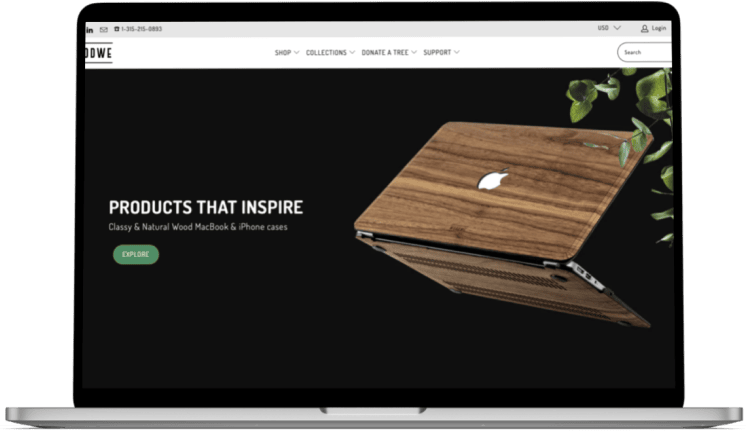 in 1-315-215-0893 USD Login
DDWE SHOP COLLECTIONS DONATE A TREE SUPPORT Search
PRODUCTS THAT INSPIRE
Classy & Natural Wood MacBook & iPhone cases
EXPLORE